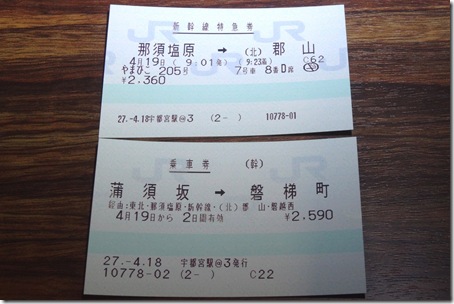 新幹線特急券
那須塩原 → (北) 郡山
4月19日 ( 9:01発) (9:23着) C62
やまびこ 205号 7号車 8番D席
¥2,360
27.-4.18宇都宮駅@3 (2- ) 10778-01
乗車券 (幹)
蒲須坂 → 磐梯町
経由:東北・那須塩原・新幹線・(北)郡山・磐越西
4月19日から 2日間有効 ¥2,590
27.-4.18 宇都宮駅@3発行
10778-02 (2- ) C22